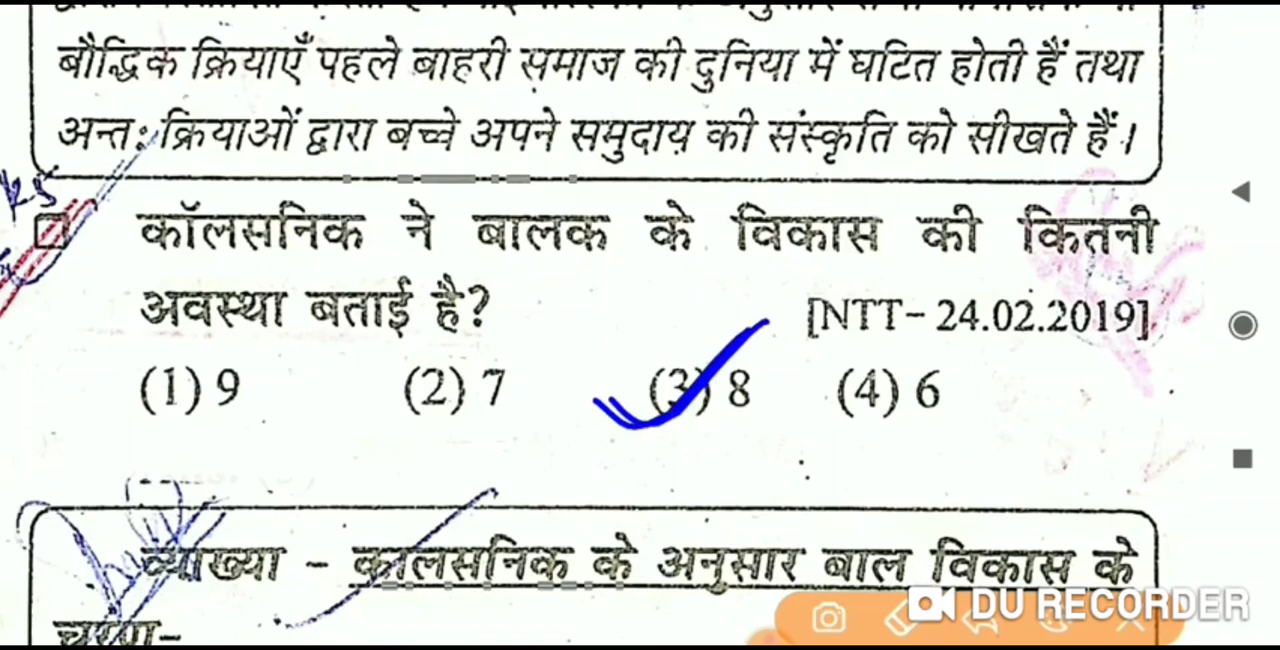 बौद्धिक क्रियाएँ पहले बाहरी समाज की दुनिया में घटित होती हैं तथा
अन्तः क्रियाओं द्वारा बच्चे अपने समुदाय की संस्कृति को सीखते हैं।
कॉलसनिक ने बालक के विकास की कितनी
अवस्था बताई है? [NTT- 24.02.2019]
(1) 9 (2) 7 (3) 8 (4) 6
व्याख्या - कालसनिक के अनुसार बाल विकास के
DU RECORDER
चरण-